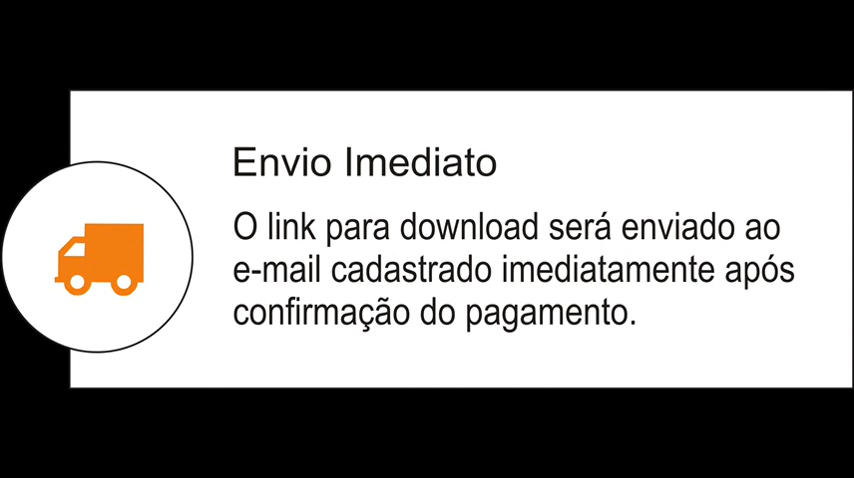 Envio Imediato
O link para download será enviado ao
e-mail cadastrado imediatamente após
confirmação do pagamento.